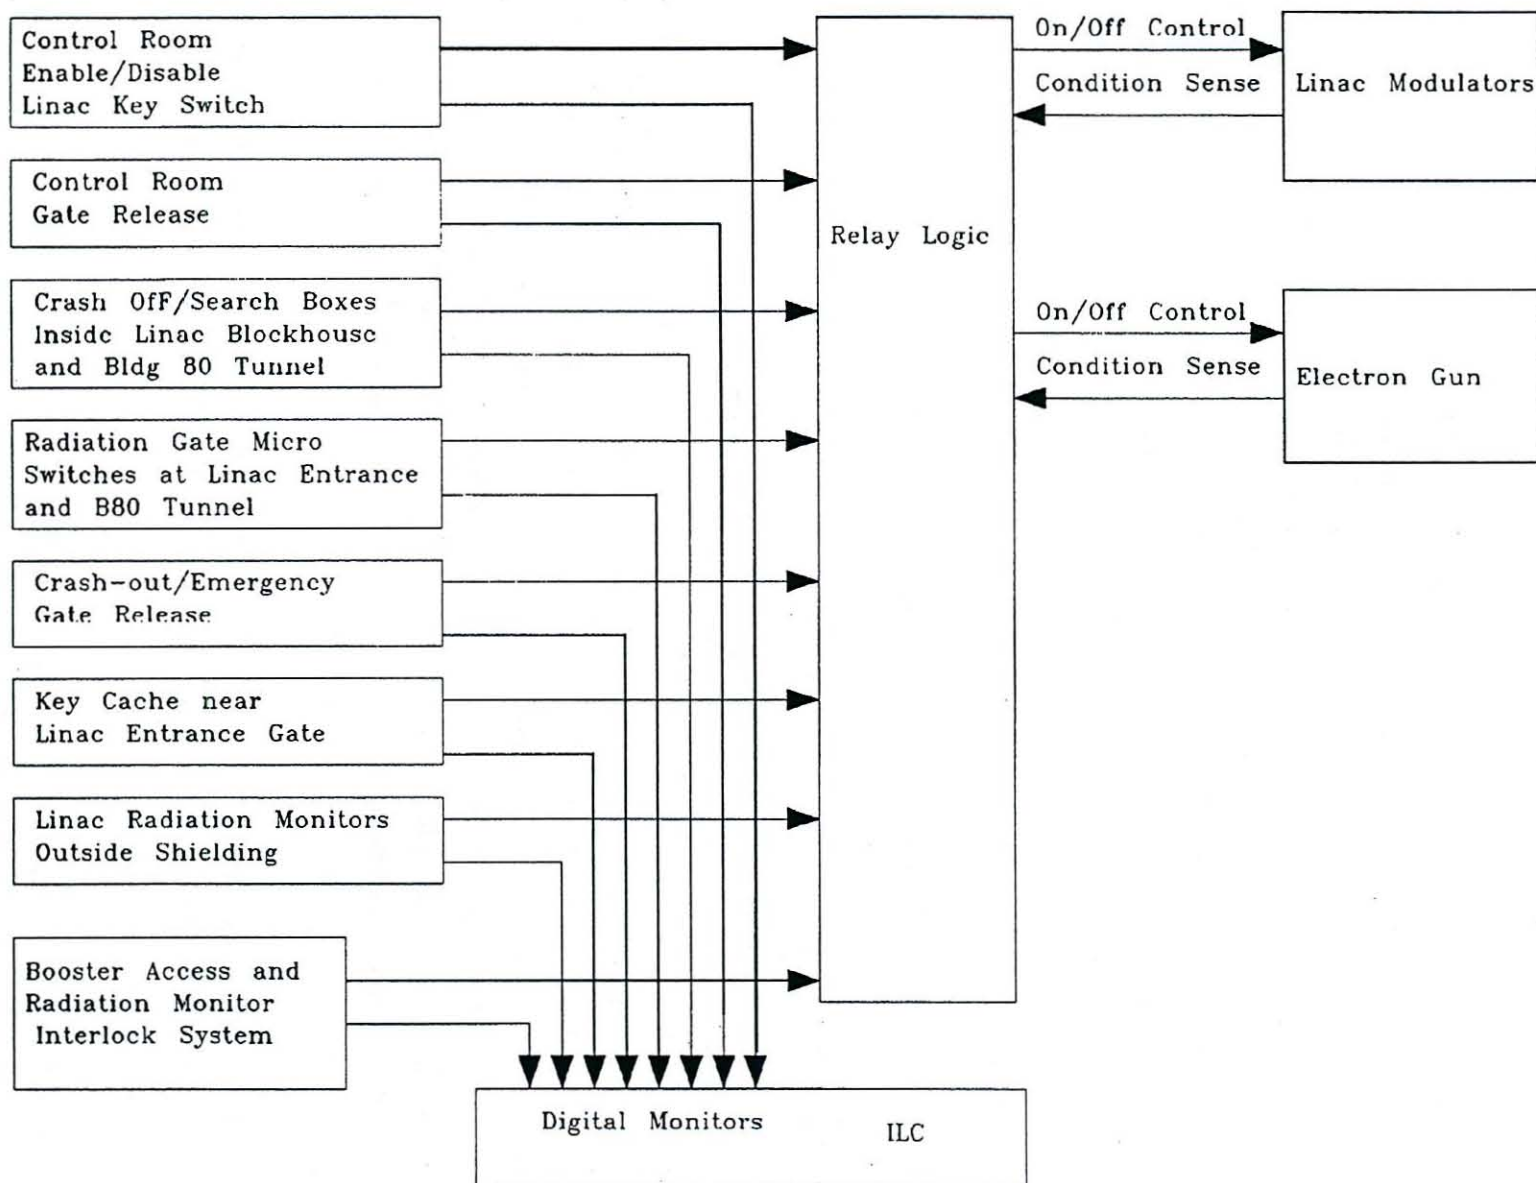 Control Room
Enable/Disable
Linac Key Switch
Control Room
Gate Release
Crash OfF/Search Boxes
Inside Linac Blockhouse
and Bldg 80 Tunnel
Radiation Gate Micro
Switches at Linac Entrance
and B80 Tunnel
Crash-out/Emergency
Gate Release
Key Cache near
Linac Entrance Gate
Linac Radiation Monitors
Outside Shielding
Booster Access and
Radiation Monitor
Interlock System
Relay Logic
On/Off Control
Condition Sense
Linac Modulators
On/Off Control
Condition Sense
Electron Gun
Digital Monitors
ILC